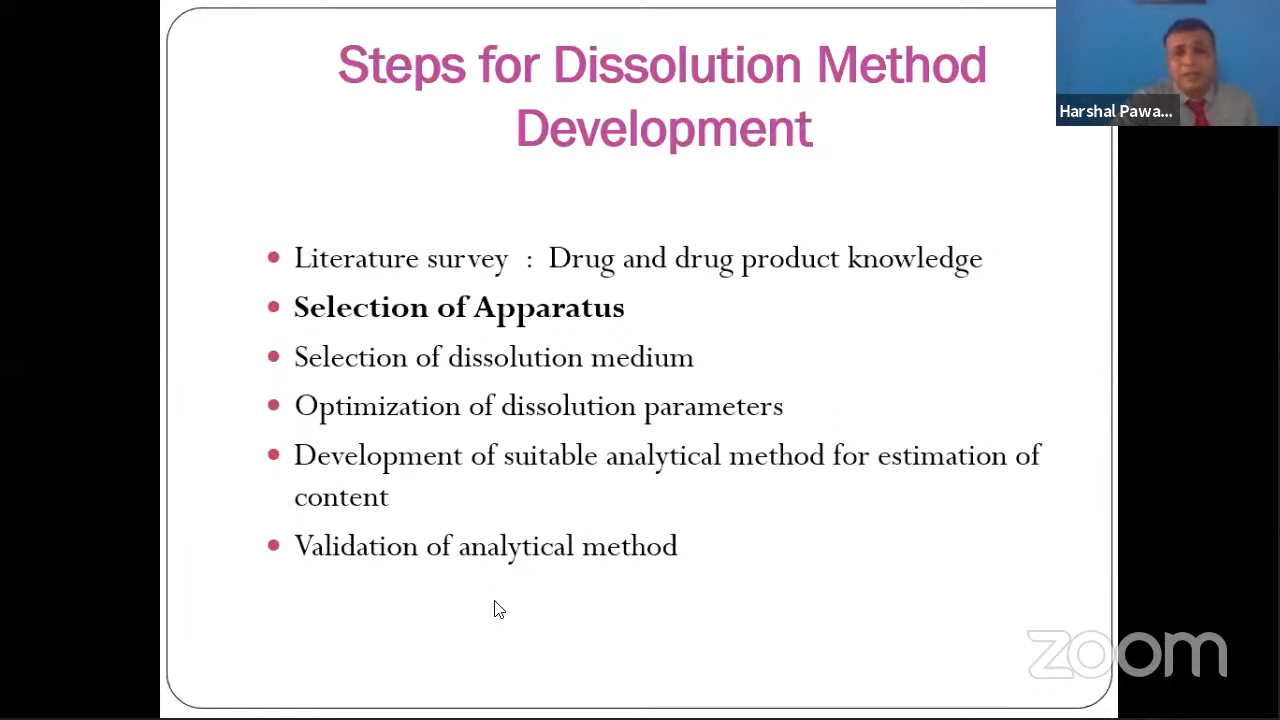 Steps for Dissolution Method
Development
Harshal Pawa...
Literature survey : Drug and drug product knowledge
Selection of Apparatus
Selection of dissolution medium
Optimization of dissolution parameters
Development of suitable analytical method for estimation of
content
Validation of analytical method
zoom